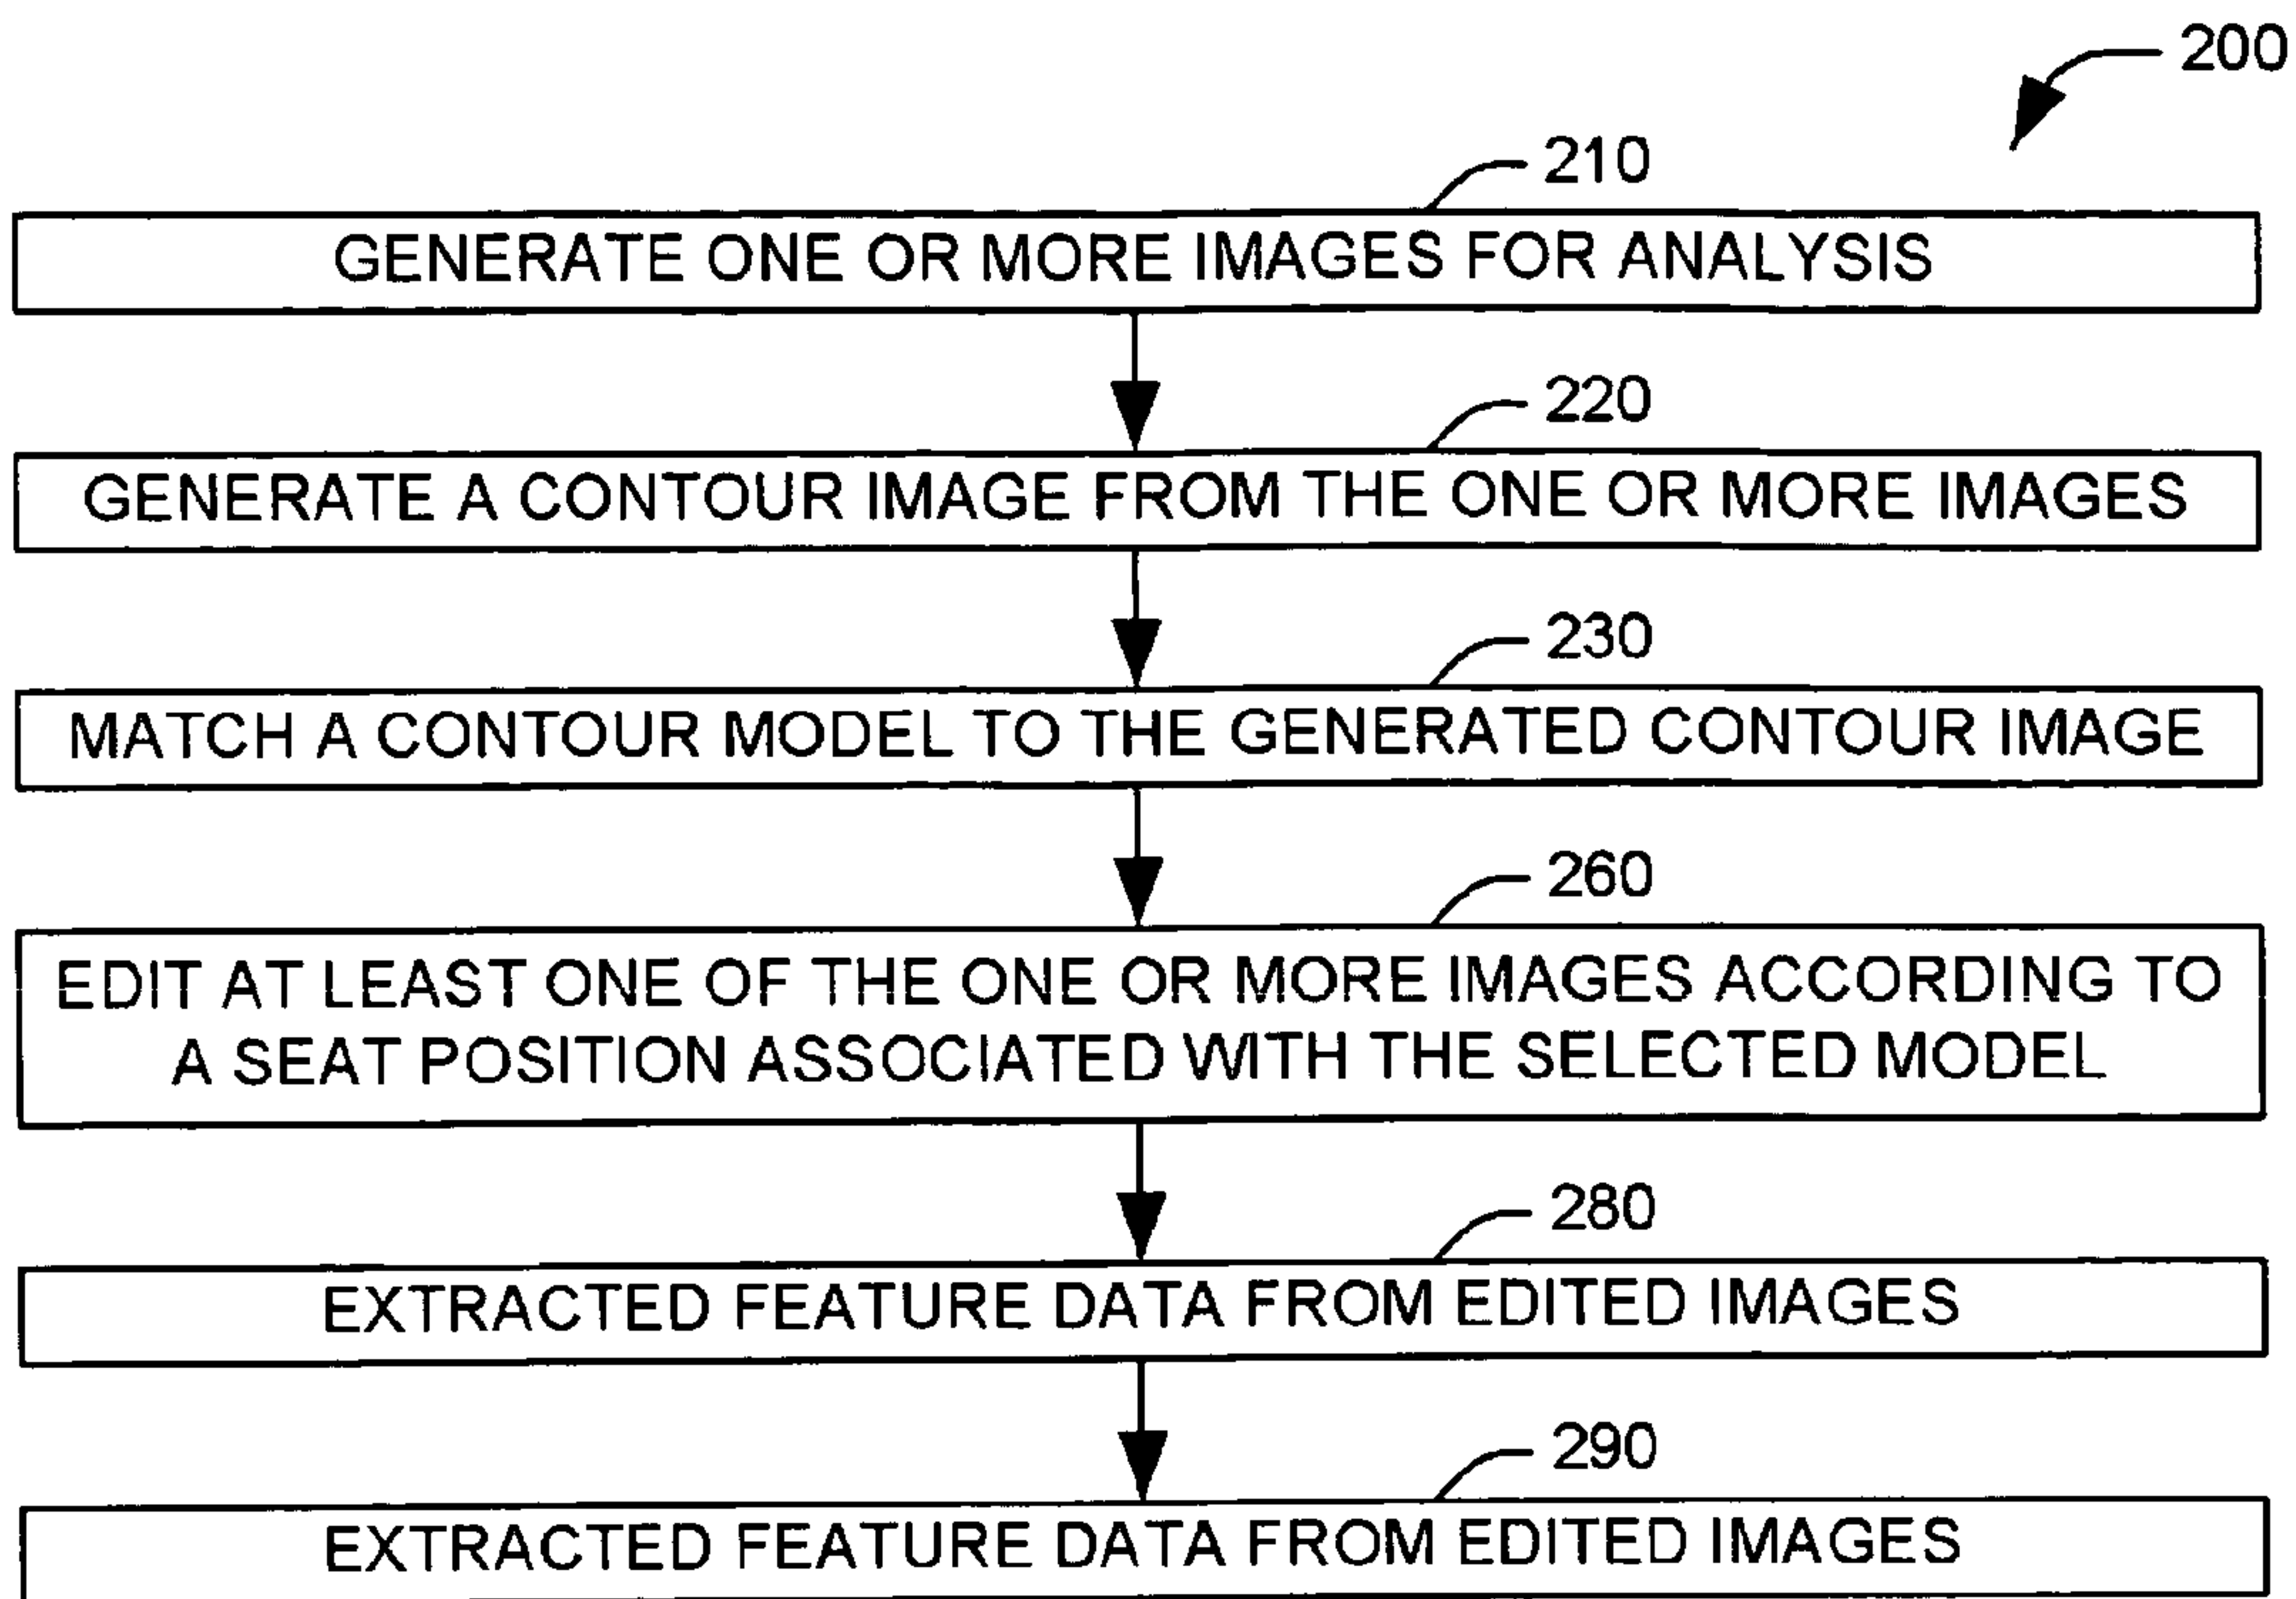 200
210
GENERATE ONE OR MORE IMAGES FOR ANALYSIS
220
GENERATE A CONTOUR IMAGE FROM THE ONE OR MORE IMAGES
230
MATCH A CONTOUR MODEL TO THE GENERATED CONTOUR IMAGE
260
EDIT AT LEAST ONE OF THE ONE OR MORE IMAGES ACCORDING TO
A SEAT POSITION ASSOCIATED WITH THE SELECTED MODEL
280
EXTRACTED FEATURE DATA FROM EDITED IMAGES
290
EXTRACTED FEATURE DATA FROM EDITED IMAGES